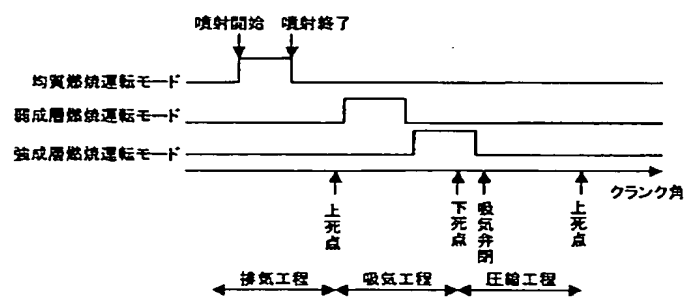 噴射開始 噴射終了
均質燃焼運転モード
弱成層燃焼運転モード
強成層燃焼運転モード
クランク角
上死点
下死点
吸気弁閉
上死点
排気工程 吸気工程 圧縮工程